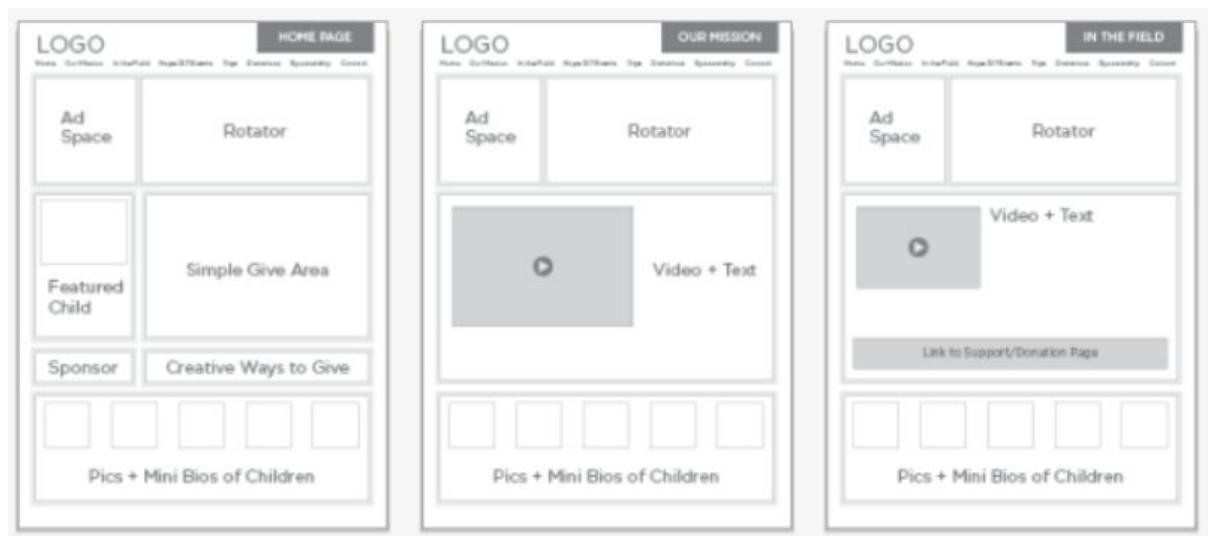 LOGO
HOME PAGE
Ad
Space
Rotator
Featured
Child
Simple Give Area
Sponsor
Creative Ways to Give
Pics + Mini Bios of Children
LOGO
OUR MISSION
Ad
Space
Rotator
Video + Text
Pics + Mini Bios of Children
LOGO
IN THE FIELD
Ad
Space
Rotator
Video + Text
Link to Support/Donation Page
Pics + Mini Bios of Children